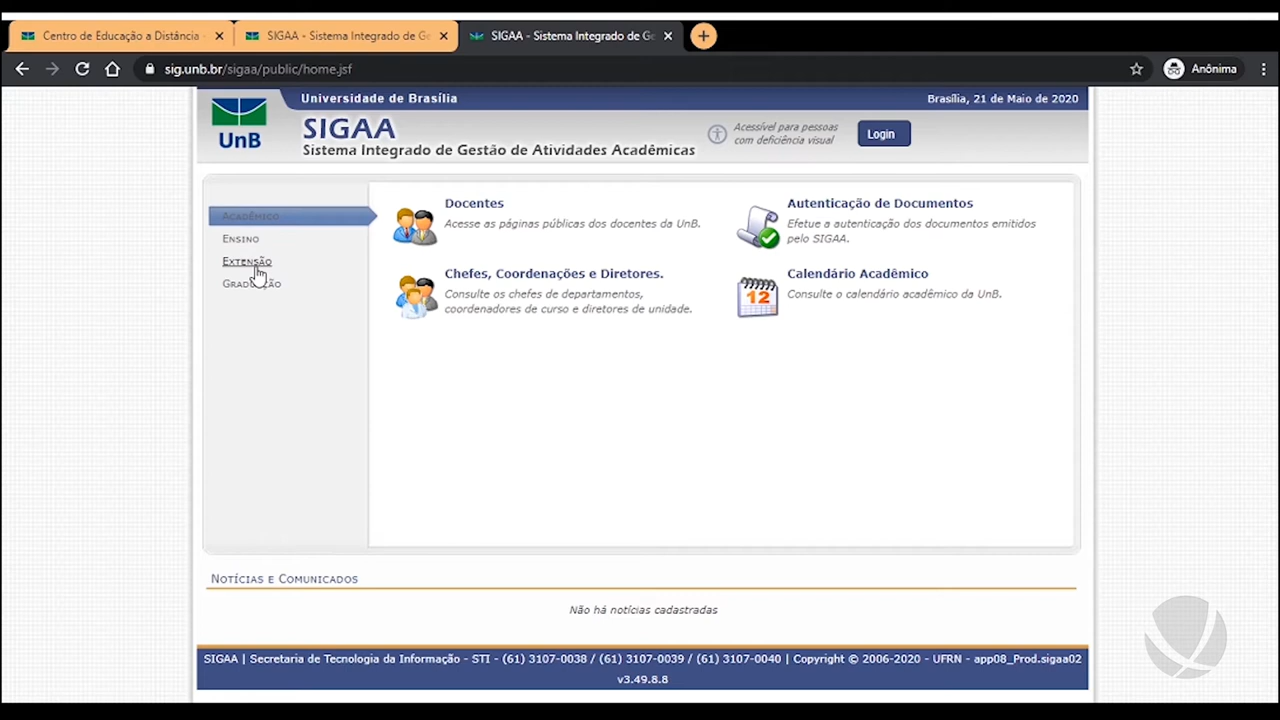 Centro de Educação a Distância -
SIGAA - Sistema Integrado de Ge
SIGAA - Sistema Integrado de Ge
sig.unb.br/sigaa/public/home.jsf
Anônima
Universidade de Brasília
Brasília, 21 de Maio de 2020
UnB
SIGAA
Sistema Integrado de Gestão de Atividades Acadêmicas
Acessível para pessoas
com deficiência visual
Login
Acadêmico
Ensino
Extensão
Graduação
Docentes
Acesse as páginas públicas dos docentes da UnB.
Autenticação de Documentos
Efetue a autenticação dos documentos emitidos
pelo SIGAA.
Chefes, Coordenações e Diretores.
Consulte os chefes de departamentos,
coordenadores de curso e diretores de unidade.
12
Calendário Acadêmico
Consulte o calendário acadêmico da UnB.
Notícias e Comunicados
Não há notícias cadastradas
SIGAA | Secretaria de Tecnologia da Informação - STI - (61) 3107-0038 / (61) 3107-0039 / (61) 3107-0040 | Copyright © 2006-2020 - UFRN - app08_Prod.sigaa02
v3.49.8.8